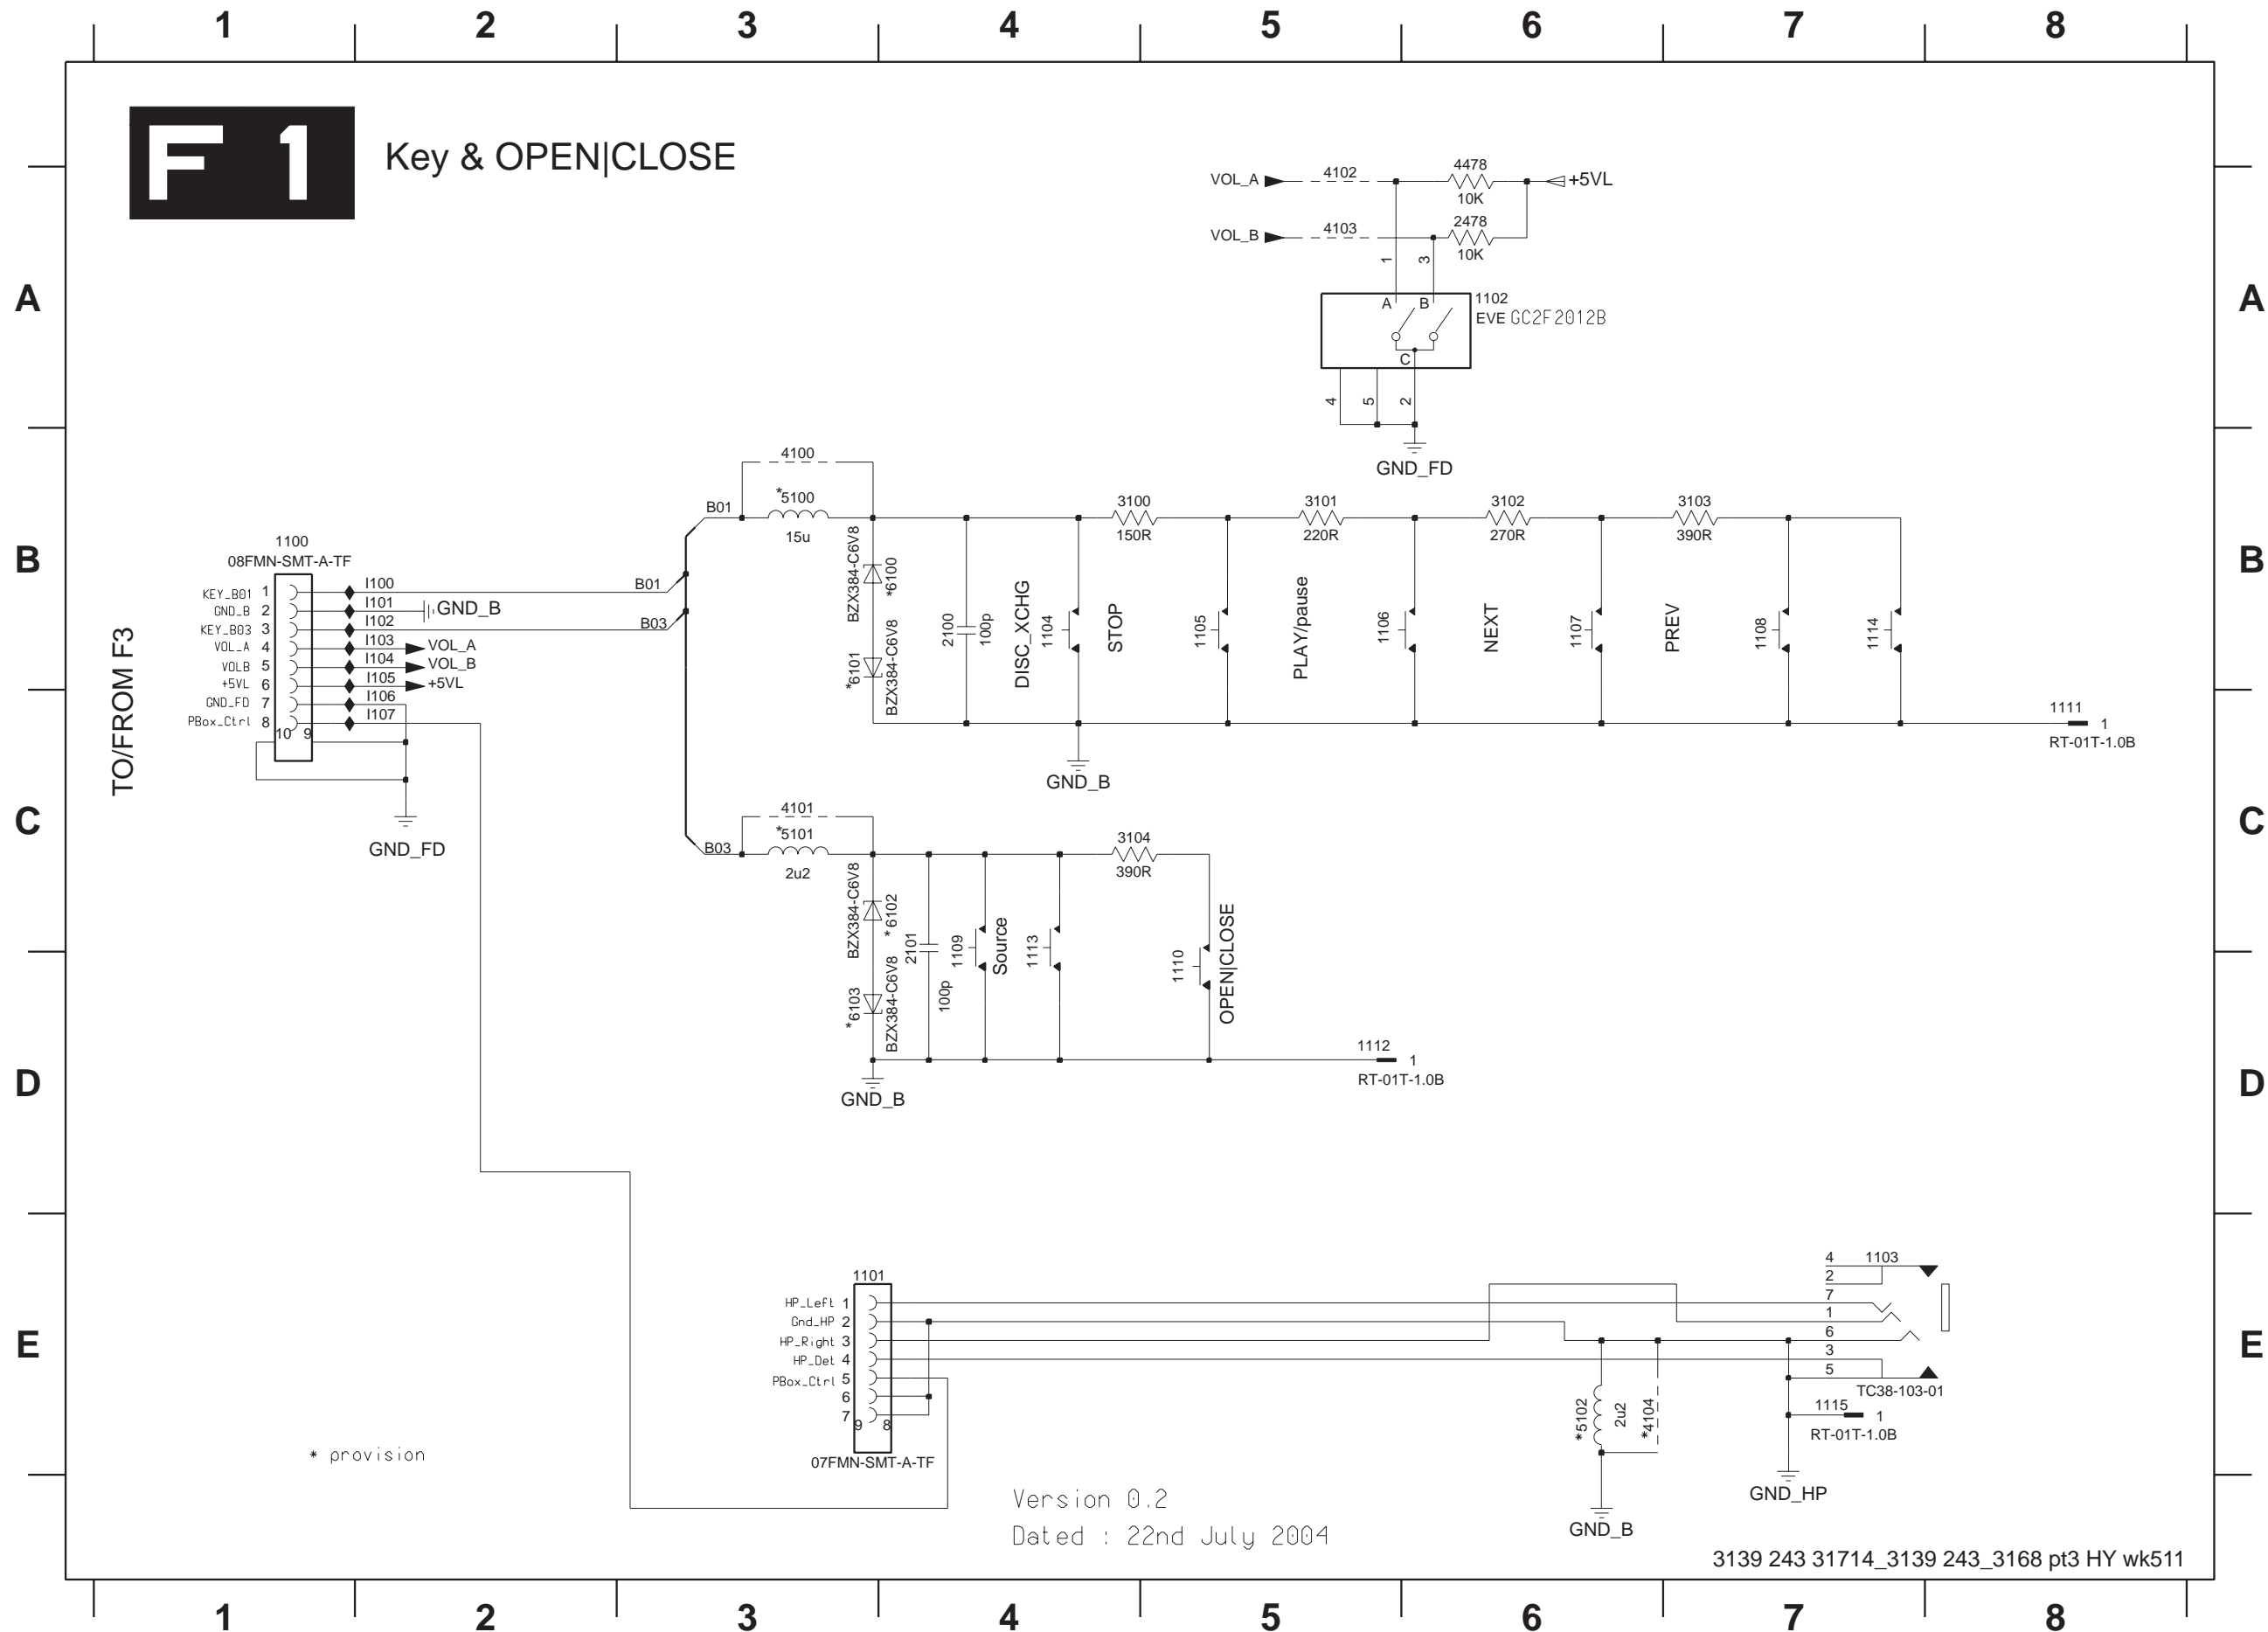 1 2 3 4 5 6 7 8
F 1
Key & OPEN|CLOSE
VOL_A
4102
4478
10K
+5VL
VOL_B
4103
2478
10K
1
3
A
A
A
B
C
1102
EVE GC2F2012B
4
5
2
GND_FD
4100
B01
*5100
15u
3100
150R
3101
220R
3102
270R
3103
390R
B
B
1100
08FMN-SMT-A-TF
KEY_B01 1 I100
B01
GND_B 2 I101 GND_B
KEY_B03 3 I102
B03
VOL_A 4 I103 VOL_A
VOLB 5 I104 VOL_B
+5VL 6 I105 +5VL
GND_FD 7 I106
PBox_Ctrl 8 I107
10 9
TO/FROM F3
GND_FD
BZX384-C6V8
*6100
*6101
BZX384-C6V8
2100
100p
DISC_XCHG
1104
STOP
1105
PLAY/pause
1106
NEXT
1107
PREV
1108
1114
1111
1
RT-01T-1.0B
GND_B
C
C
4101
*5101
B03
2u2
3104
390R
BZX384-C6V8
* 6102
*6103
BZX384-C6V8
2101
100p
1109
Source
1113
1110
OPEN|CLOSE
1112
1
RT-01T-1.0B
GND_B
D
D
1101
HP_Left 1
Gnd_HP 2
HP_Right 3
HP_Det 4
PBox_Ctrl 5
6
7
9 8
07FMN-SMT-A-TF
4 1103
2
7
1
6
3
5
TC38-103-01
1115
1
RT-01T-1.0B
*5102
2u2
*4104
GND_B
GND_HP
E
E
* provision
Version 0.2
Dated : 22nd July 2004
3139 243 31714_3139 243_3168 pt3 HY wk511
1 2 3 4 5 6 7 8